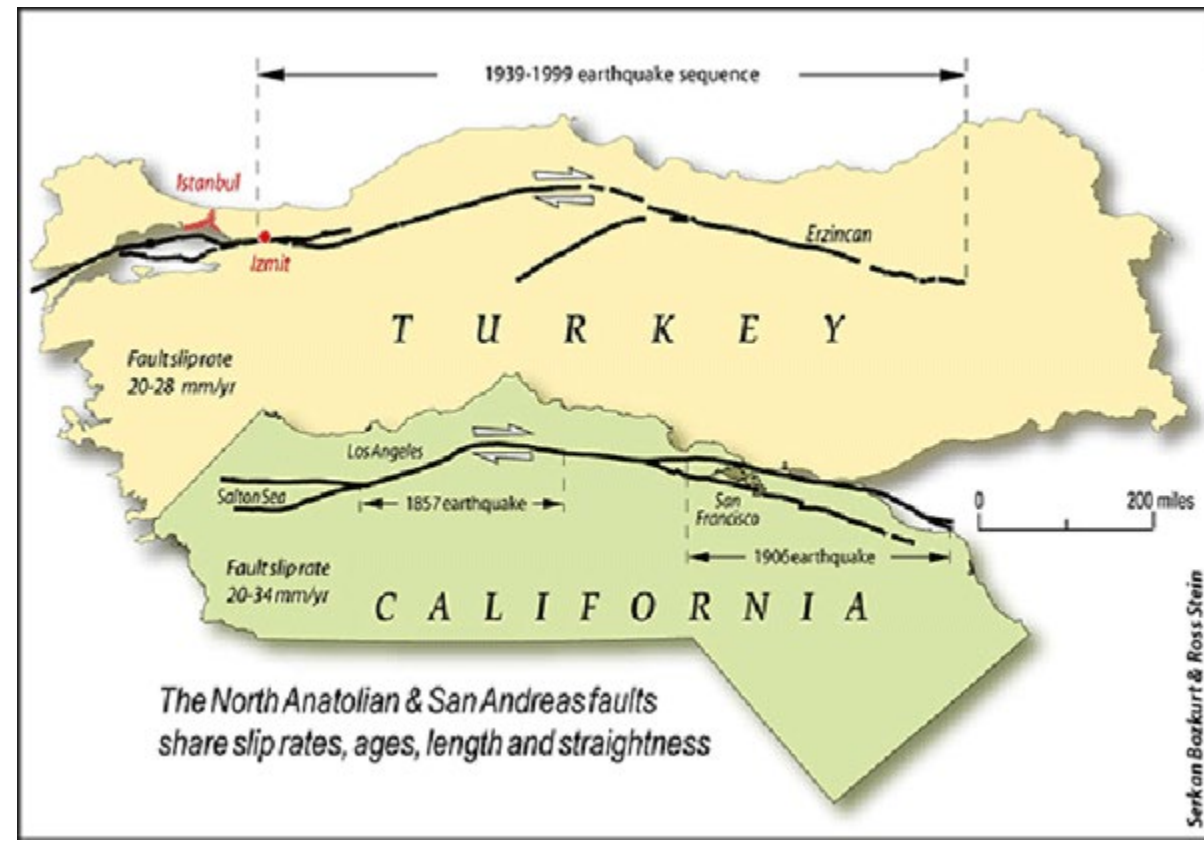 1939-1999 earthquake sequence
Istanbul
Izmit
Erzincan
TURKEY
Fault slip rate
20-28 mm/yr
Los Angeles
Salton Sea
1857 earthquake
San
Francisco
0
200 miles
1906 earthquake
Fault slip rate
20-34 mm/yr
CALIFORNIA
The North Anatolian & San Andreas faults
share slip rates, ages, length and straightness
Serkan Bozkurt & Ross Stein